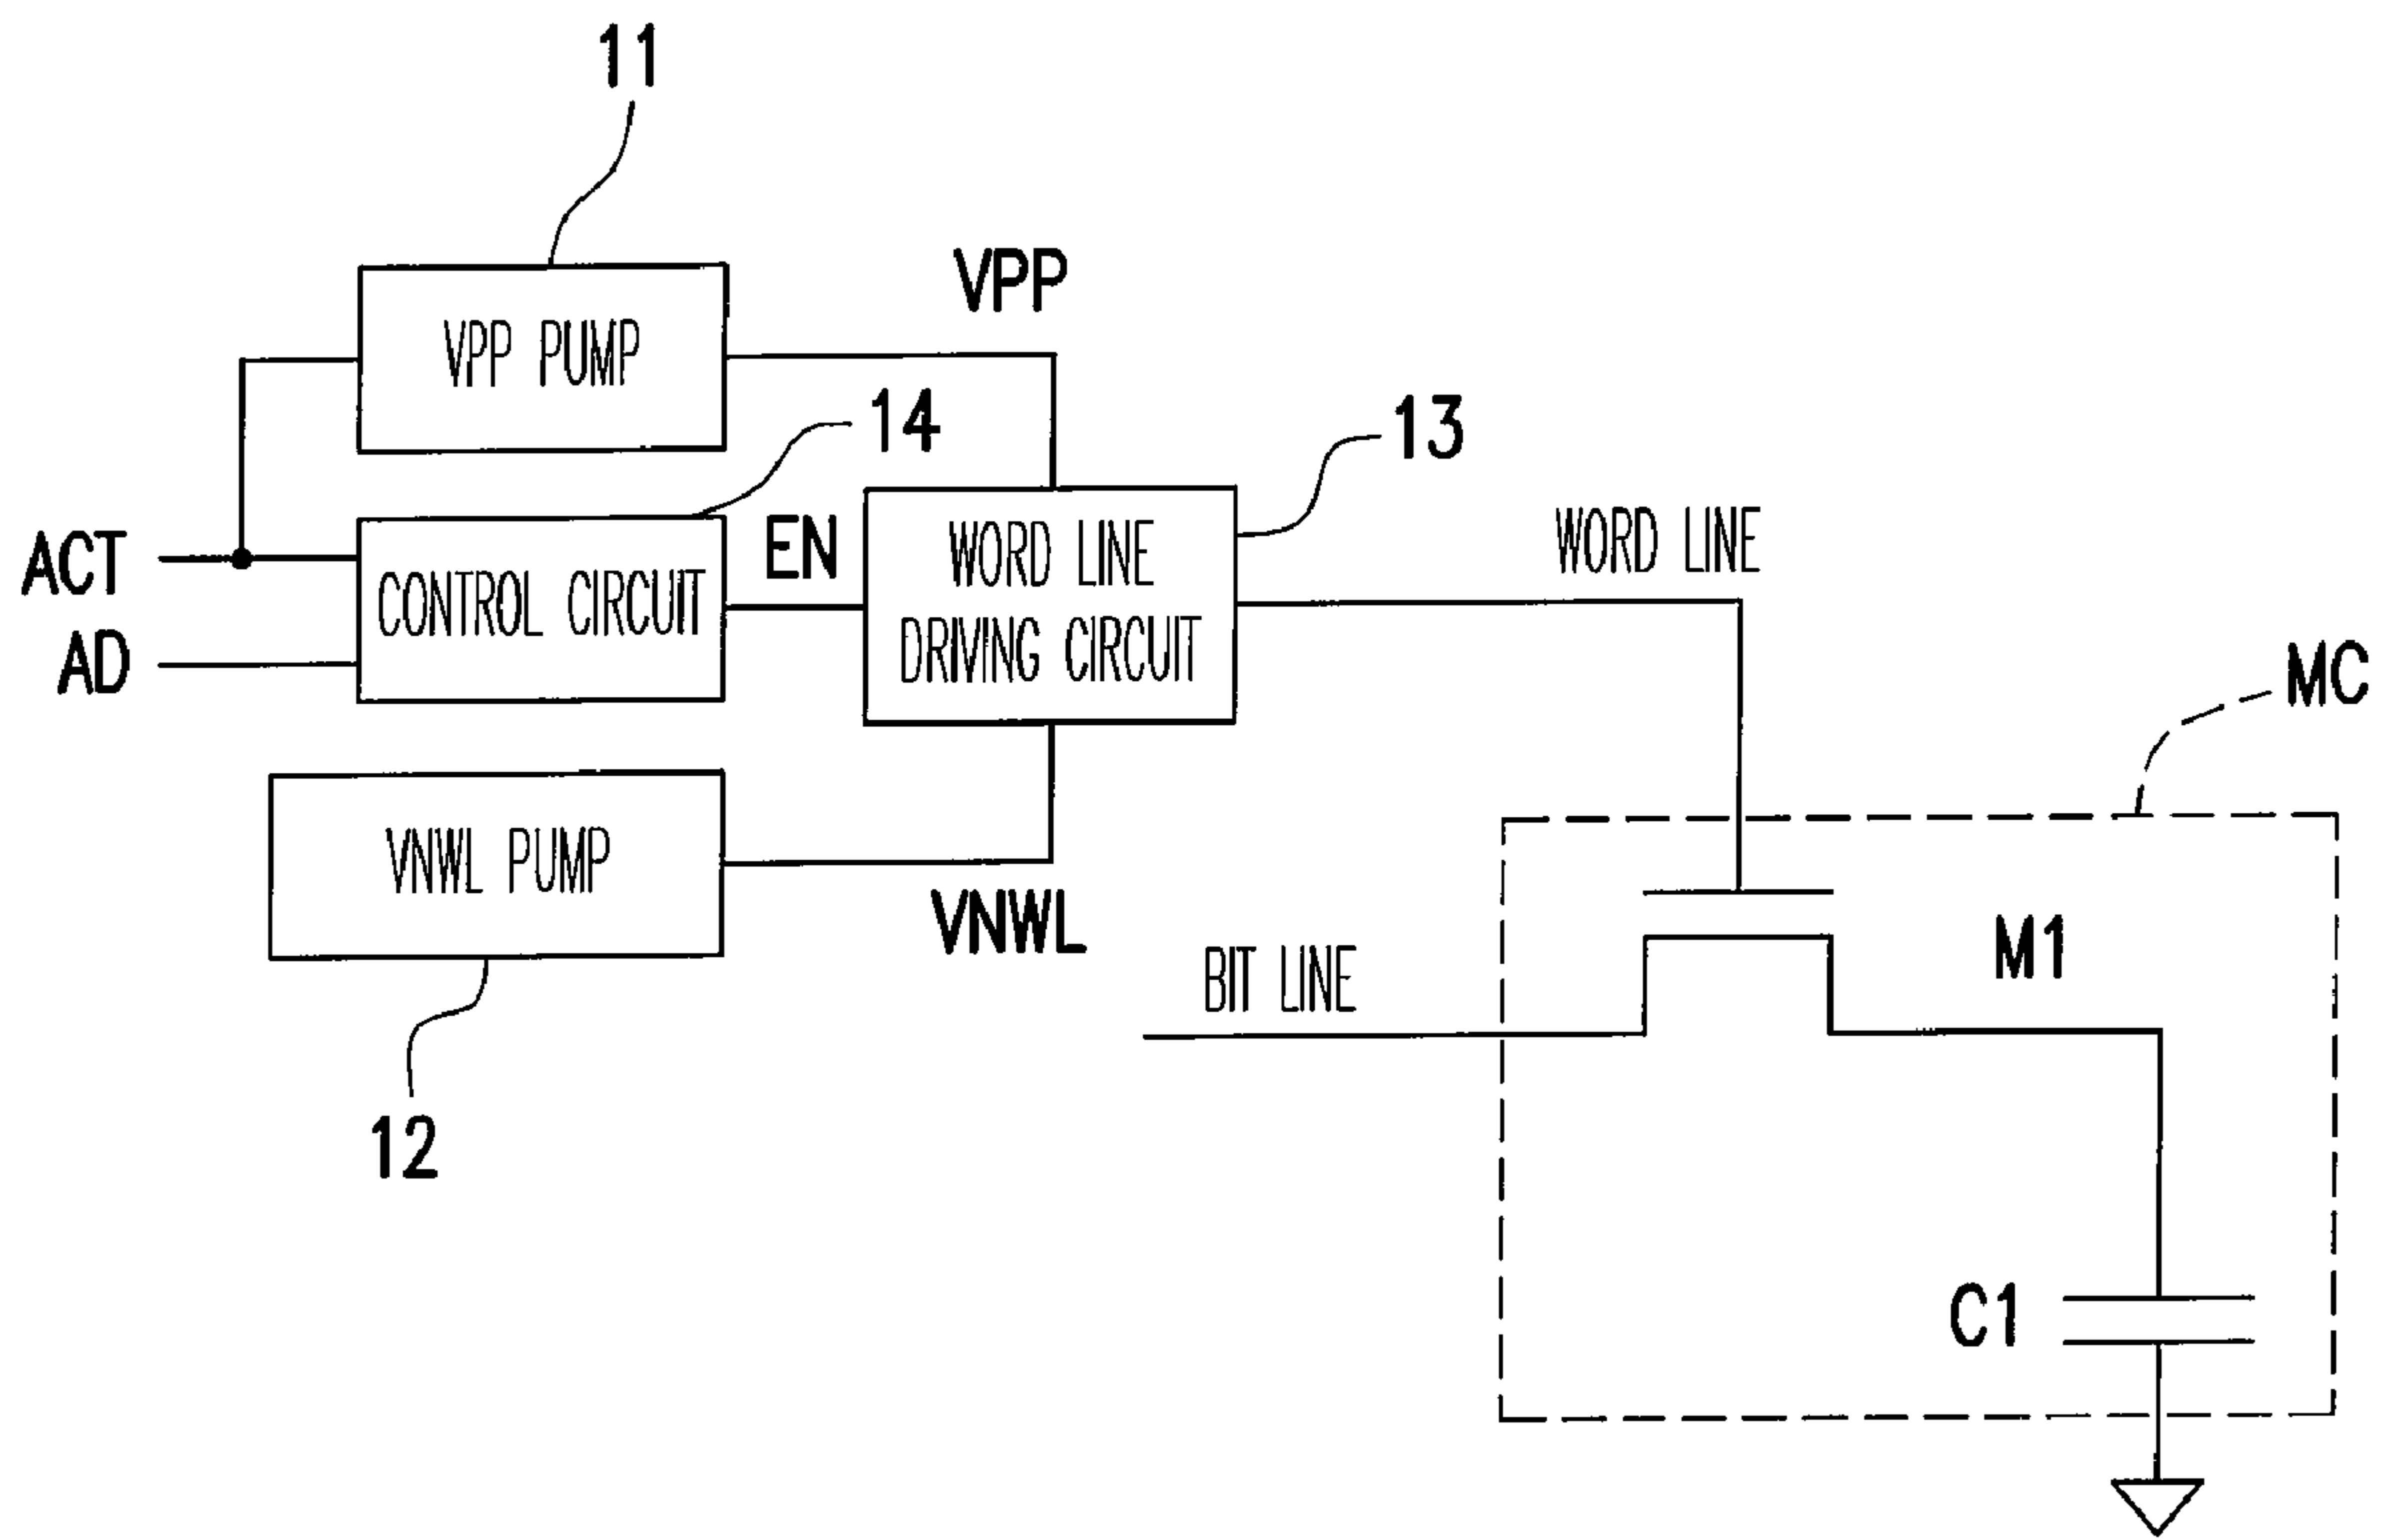 11
VPP PUMP
VPP
14
13
ACT
CONTROL CIRCUIT
EN
WORD LINE
DRIVING CIRCUIT
WORD LINE
AD
MC
VNWL PUMP
VNWL
12
BIT LINE
M1
C1